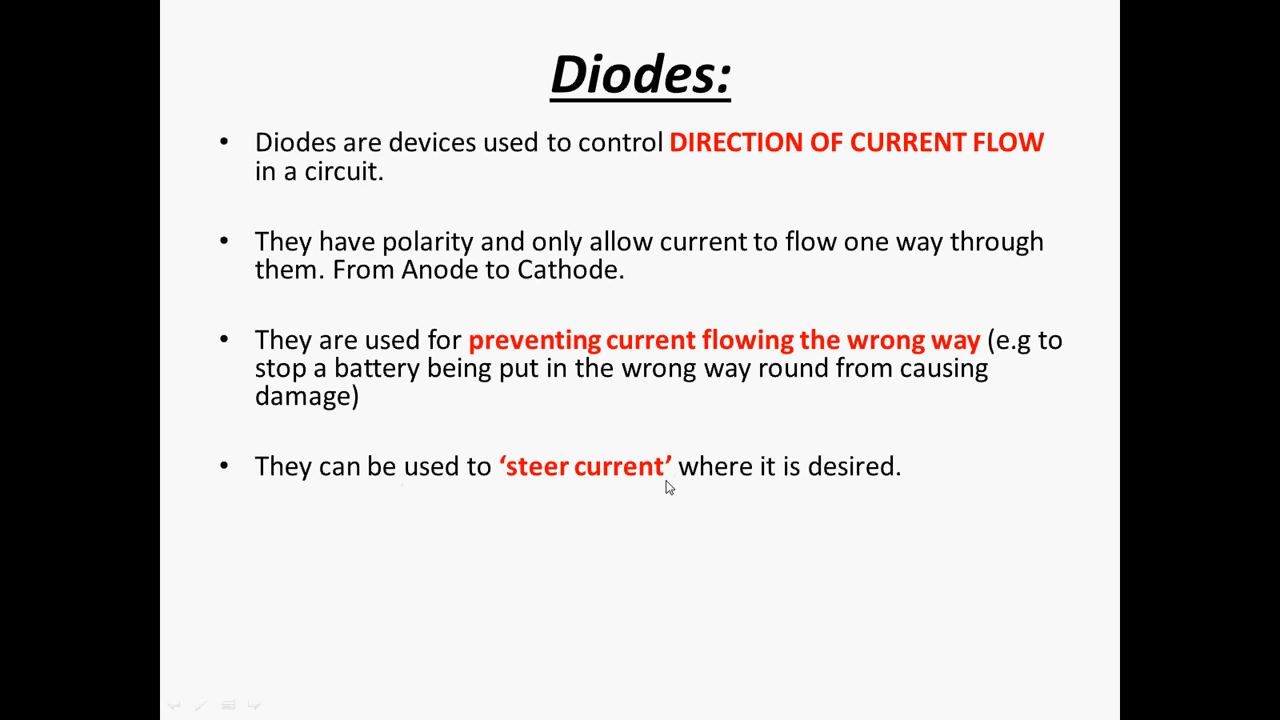 Diodes:
• Diodes are devices used to control DIRECTION OF CURRENT FLOW
in a circuit.
• They have polarity and only allow current to flow one way through
them. From Anode to Cathode.
• They are used for preventing current flowing the wrong way (e.g to
stop a battery being put in the wrong way round from causing
damage)
• They can be used to ‘steer current’ where it is desired.